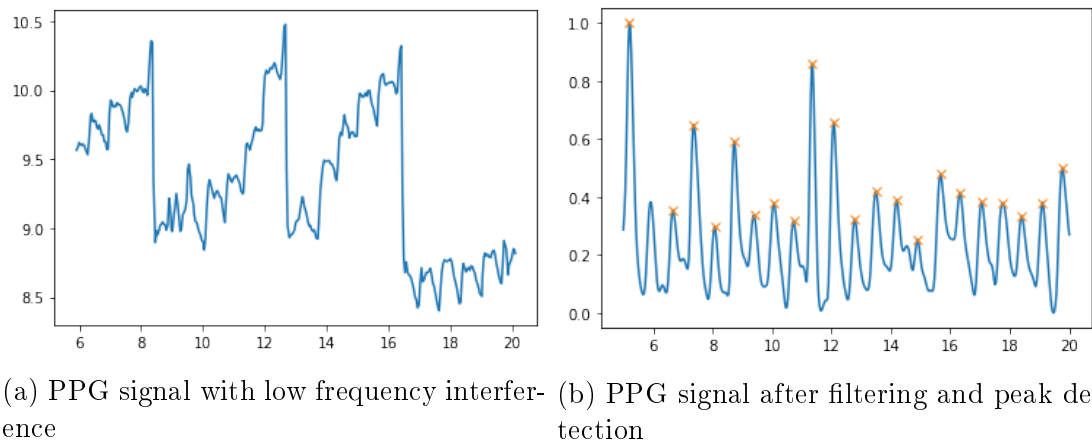 10.5
10.0
9.5
9.0
8.5
6 8 10 12 14 16 18 20
1.0
0.8
0.6
0.4
0.2
0.0
6 8 10 12 14 16 18 20
(a) PPG signal with low frequency interfer-
ence
(b) PPG signal after filtering and peak de
tection